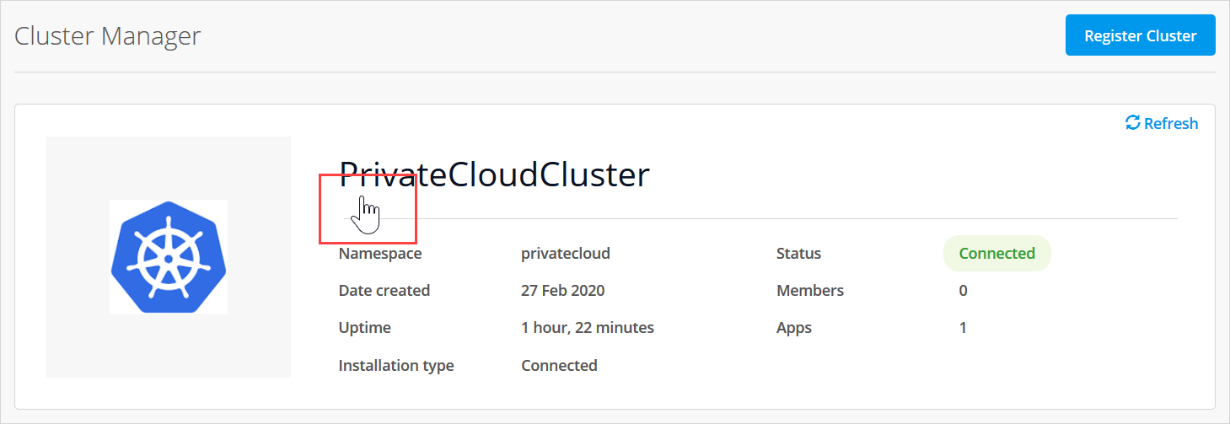 Cluster Manager
Register Cluster
Refresh
PrivateCloudCluster
Namespace privatecloud Status Connected
Date created 27 Feb 2020 Members 0
Uptime 1 hour, 22 minutes Apps 1
Installation type Connected